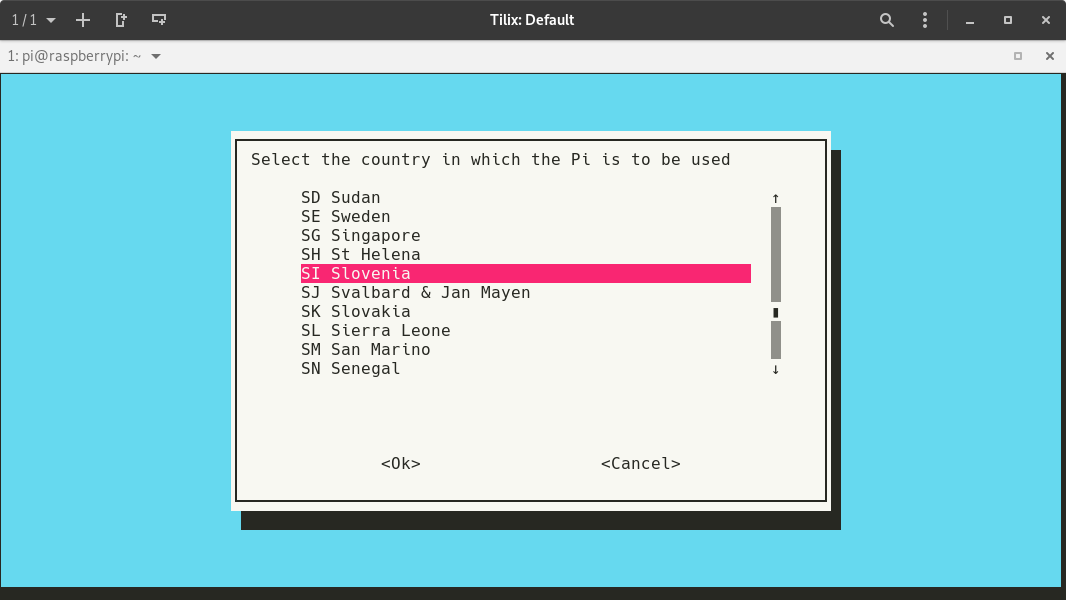 1 / 1 Tilix: Default
1: pi@raspberrypi: ~
Select the country in which the Pi is to be used
SD Sudan ↑
SE Sweden
SG Singapore
SH St Helena
SI Slovenia
SJ Svalbard & Jan Mayen
SK Slovakia
SL Sierra Leone
SM San Marino
SN Senegal ↓
<Ok> <Cancel>